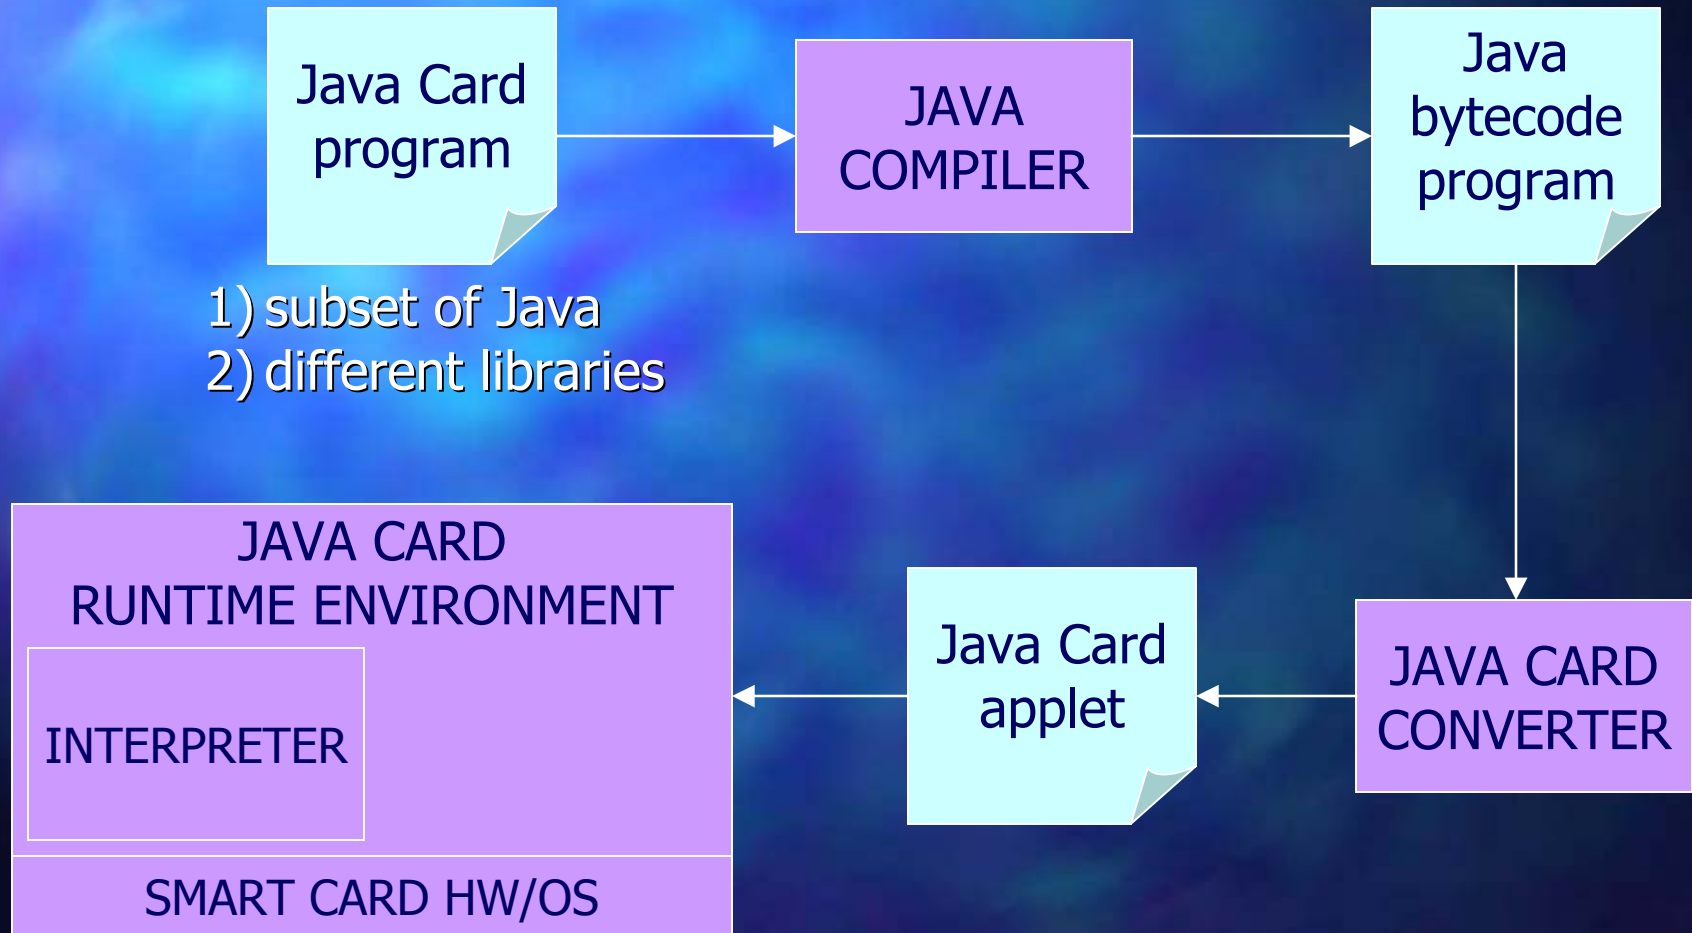 Java Card
program
JAVA
COMPILER
Java
bytecode
program
1) subset of Java
2) different libraries
JAVA CARD
RUNTIME ENVIRONMENT
INTERPRETER
SMART CARD HW/OS
Java Card
applet
JAVA CARD
CONVERTER